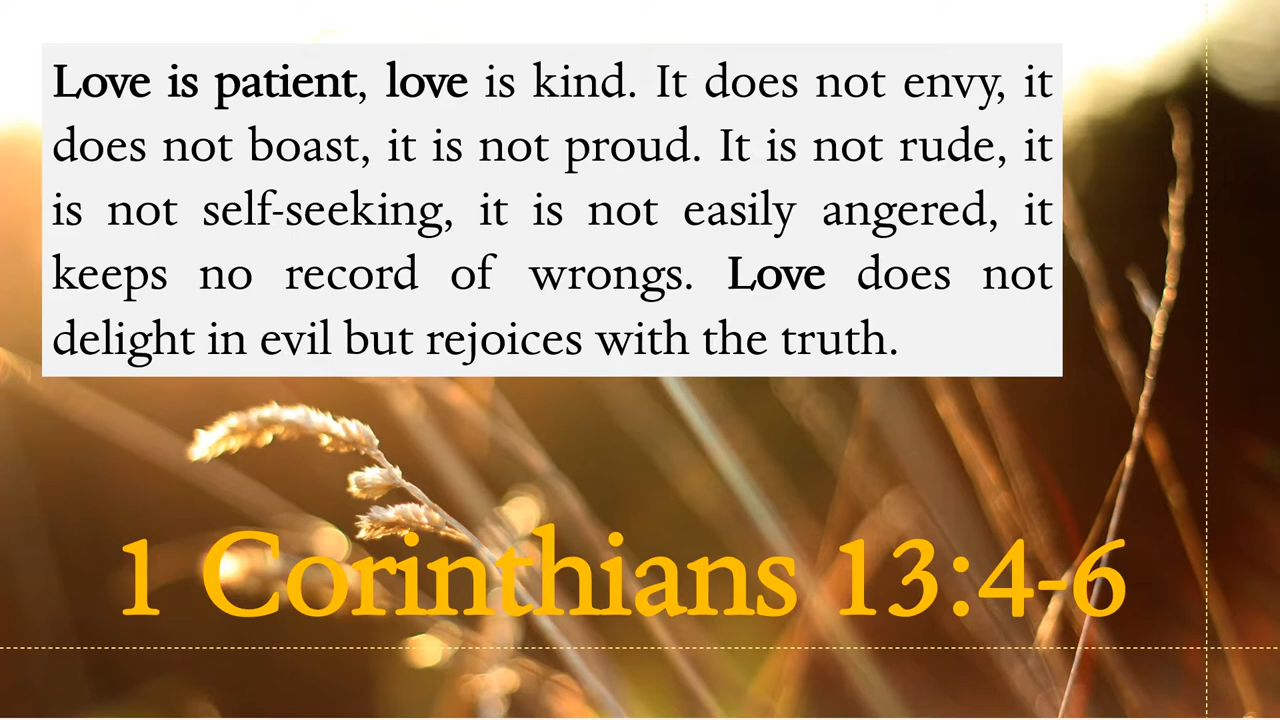 Love is patient, love is kind. It does not envy, it
does not boast, it is not proud. It is not rude, it
is not self-seeking, it is not easily angered, it
keeps no record of wrongs. Love does not
delight in evil but rejoices with the truth.
1 Corinthians 13:4-6